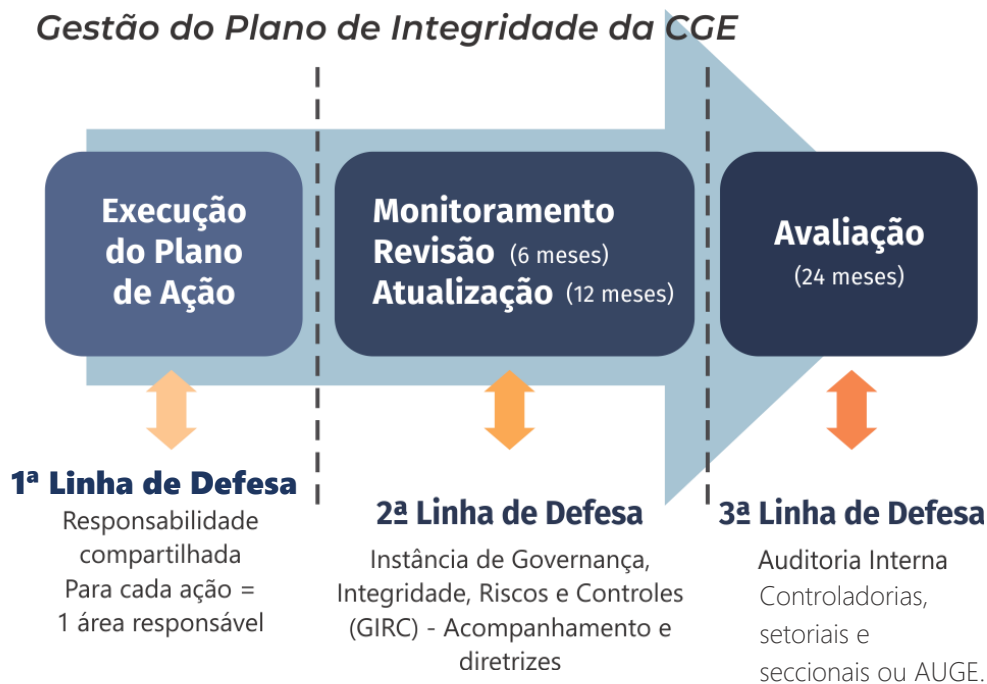 Gestão do Plano de Integridade da CGE
Execução
do Plano
de Ação
Monitoramento
Revisão (6 meses)
Atualização (12 meses)
Avaliação
(24 meses)
1ª Linha de Defesa
Responsabilidade
compartilhada
Para cada ação =
1 área responsável
2ª Linha de Defesa
Instância de Governança,
Integridade, Riscos e Controles
(GIRC) - Acompanhamento e
diretrizes
3ª Linha de Defesa
Auditoria Interna
Controladorias,
setoriais e
seccionais ou AUGE.